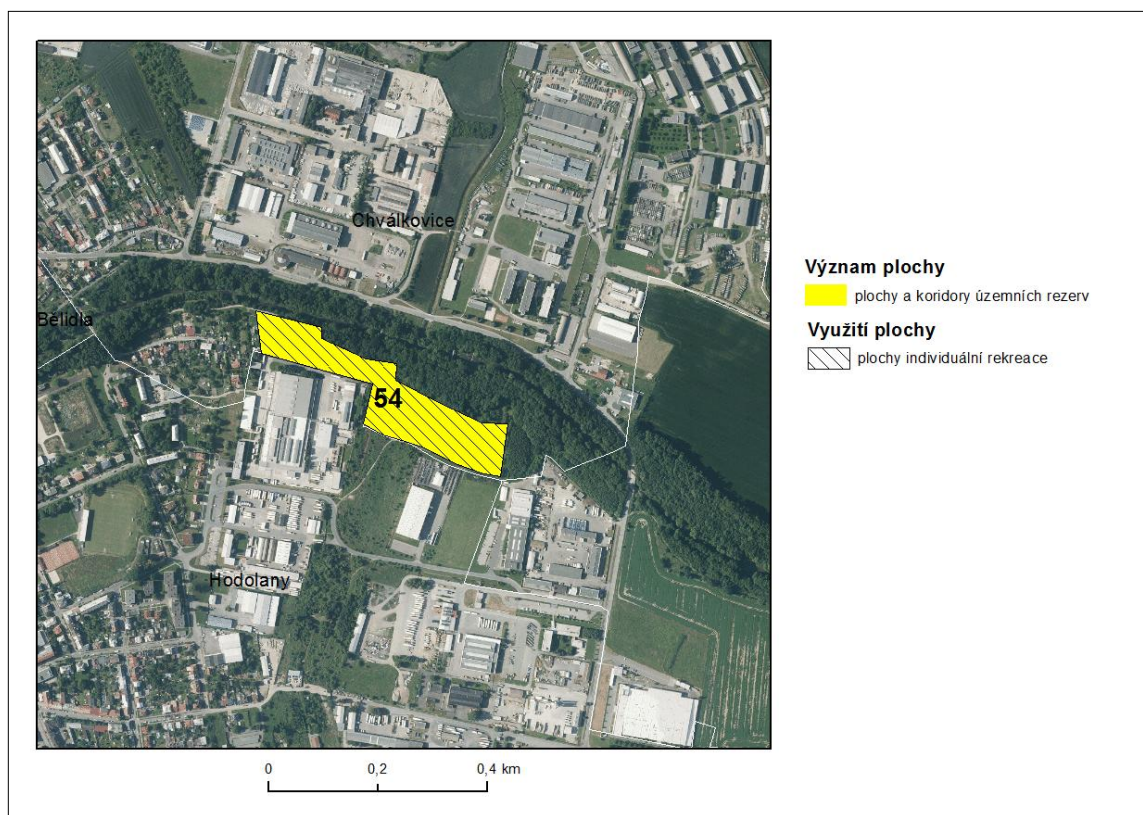 Chválkovice
Bělidla
54
Hodolany
Význam plochy
plochy a koridory územních rezerv
Využití plochy
plochy individuální rekreace
0 0,2 0,4 km